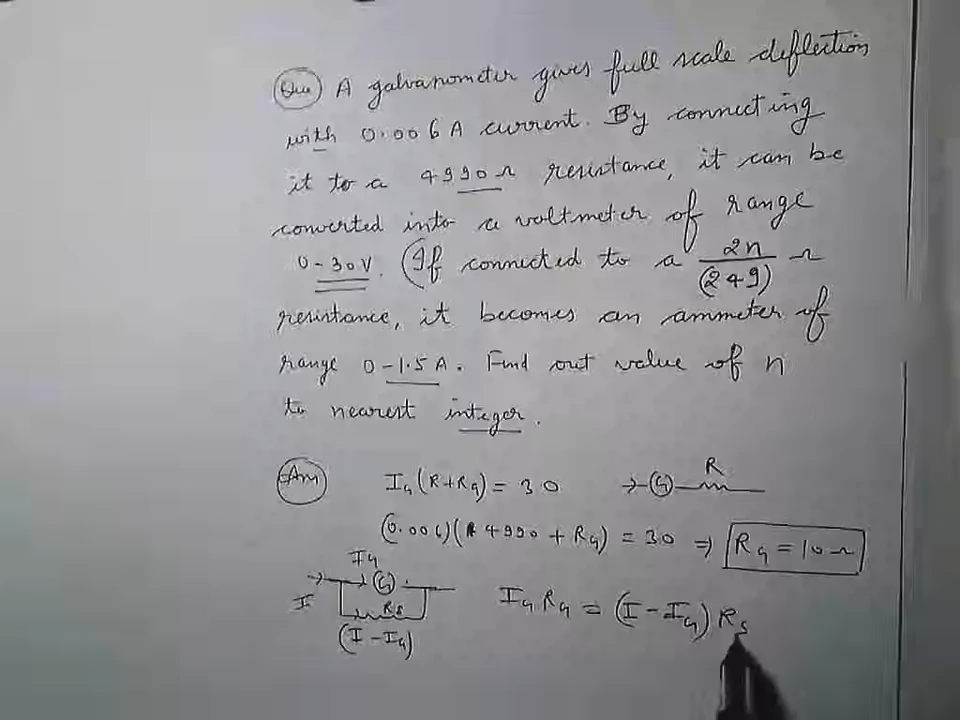 Que A galvanometer gives full scale deflection
with 0.006 A current. By connecting
it to a 4990 Ω resistance, it can be
converted into a voltmeter of range
0-30V. (If connected to a 2n/(249) Ω
resistance, it becomes an ammeter of
range 0-1.5 A. Find out value of n
to nearest integer.
Ans IG (R+RG) = 30 → G R
(0.006)(4990 + RG) = 30 ⇒ RG = 10Ω
IG
G
I RS IG RG = (I - IG) RS
(I - IG)